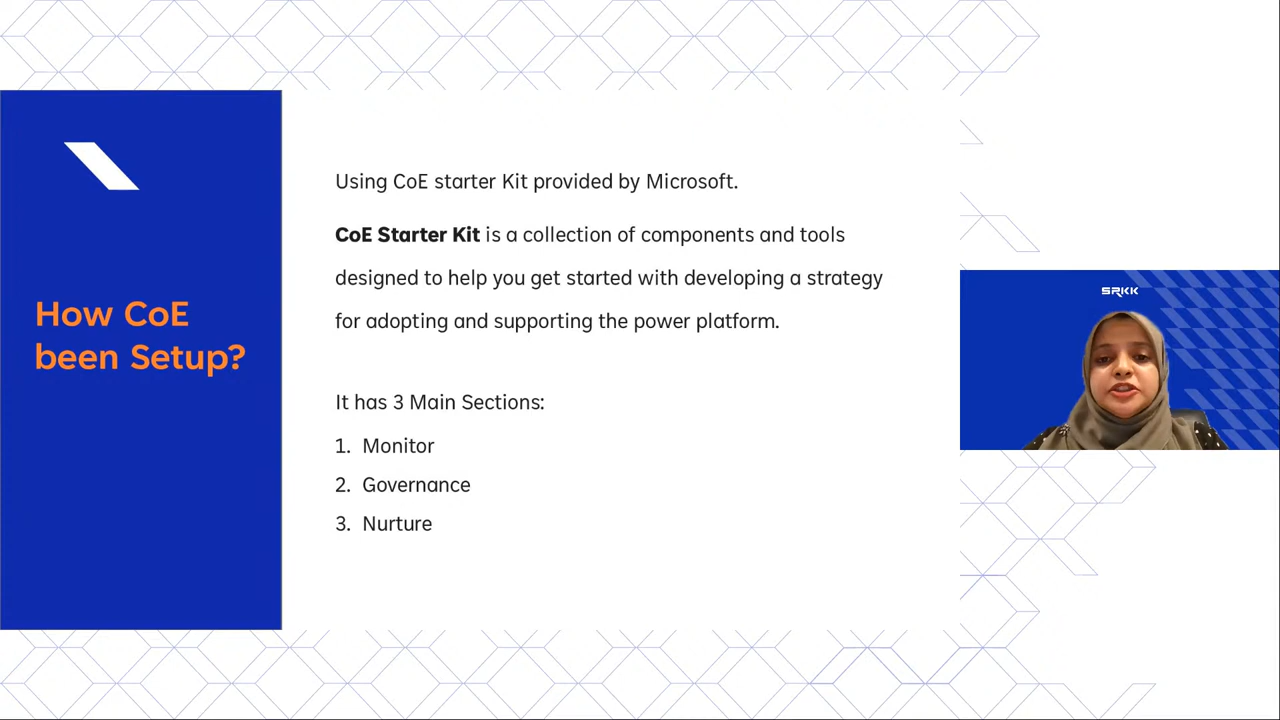 How CoE
been Setup?
Using CoE starter Kit provided by Microsoft.
CoE Starter Kit is a collection of components and tools
designed to help you get started with developing a strategy
for adopting and supporting the power platform.
It has 3 Main Sections:
1. Monitor
2. Governance
3. Nurture
SRKK